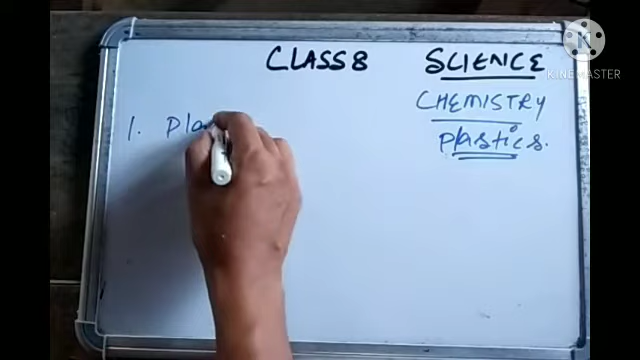 CLASS 8 SCIENCE
KINEMASTER
CHEMISTRY
Plastics.
1.